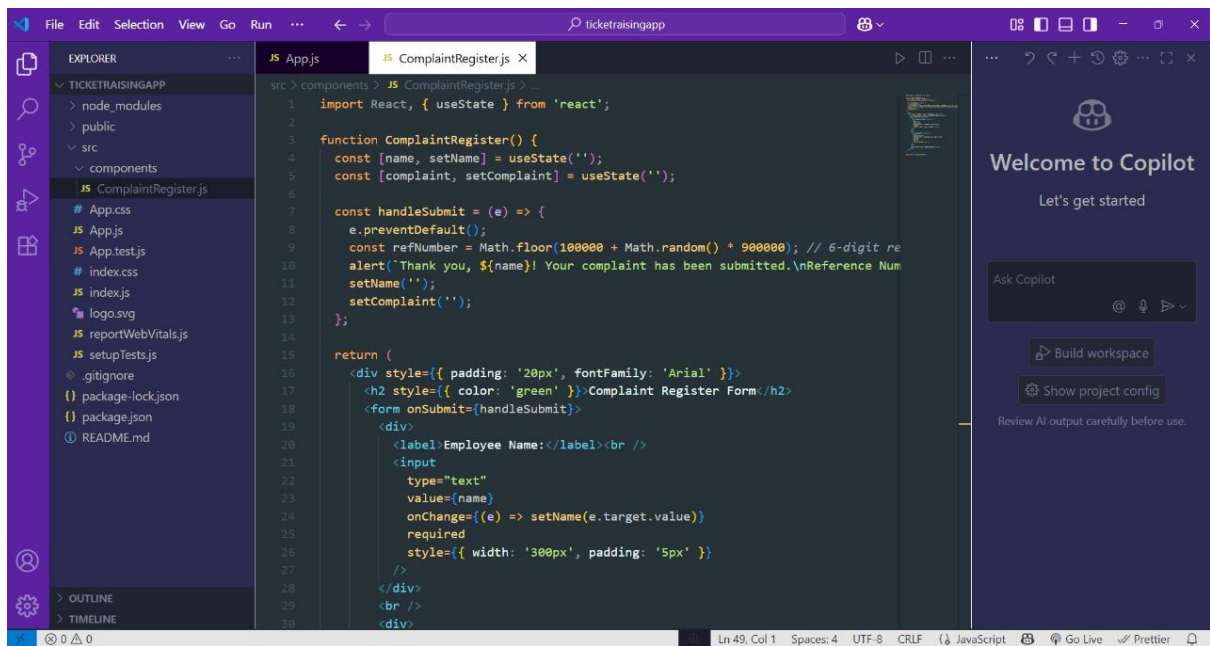 File Edit Selection View Go Run ··· ticketraisingapp
EXPLORER
TICKETRAISINGAPP
node_modules
public
src
components
JS ComplaintRegister.js
# App.css
JS App.js
JS App.test.js
# index.css
JS index.js
logo.svg
JS reportWebVitals.js
JS setupTests.js
.gitignore
{} package-lock.json
{} package.json
README.md
OUTLINE
TIMELINE
JS App.js JS ComplaintRegister.js
src > components > JS ComplaintRegister.js > ...
1 import React, { useState } from 'react';
2
3 function ComplaintRegister() {
4 const [name, setName] = useState('');
5 const [complaint, setComplaint] = useState('');
6
7 const handleSubmit = (e) => {
8 e.preventDefault();
9 const refNumber = Math.floor(100000 + Math.random() * 900000); // 6-digit re
10 alert(`Thank you, ${name}! Your complaint has been submitted.\nReference Num
11 setName('');
12 setComplaint('');
13 };
14
15 return (
16 <div style={{ padding: '20px', fontFamily: 'Arial' }}>
17 <h2 style={{ color: 'green' }}>Complaint Register Form</h2>
18 <form onSubmit={handleSubmit}>
19 <div>
20 <label>Employee Name:</label><br />
21 <input
22 type="text"
23 value={name}
24 onChange={(e) => setName(e.target.value)}
25 required
26 style={{ width: '300px', padding: '5px' }}
27 />
28 </div>
29 <br />
30 <div>
Welcome to Copilot
Let's get started
Ask Copilot
@
Build workspace
Show project config
Review AI output carefully before use.
0 0 Ln 49, Col 1 Spaces: 4 UTF-8 CRLF {} JavaScript Go Live Prettier